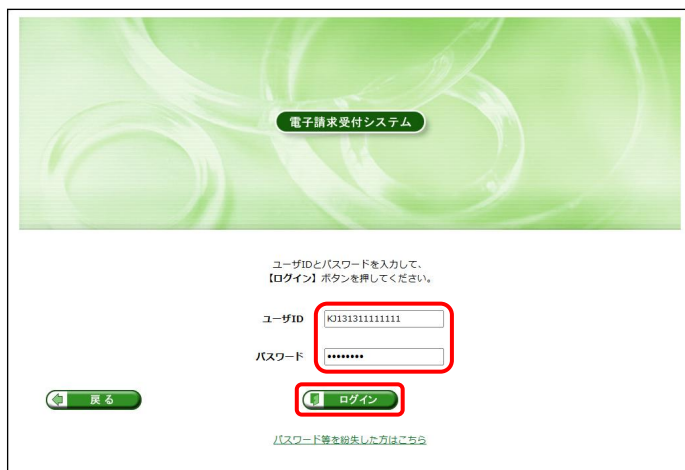 電子請求受付システム
ユーザIDとパスワードを入力して、
【ログイン】ボタンを押してください。
ユーザID KJ131311111111
パスワード ••••••••
戻る ログイン
パスワード等を紛失した方はこちら